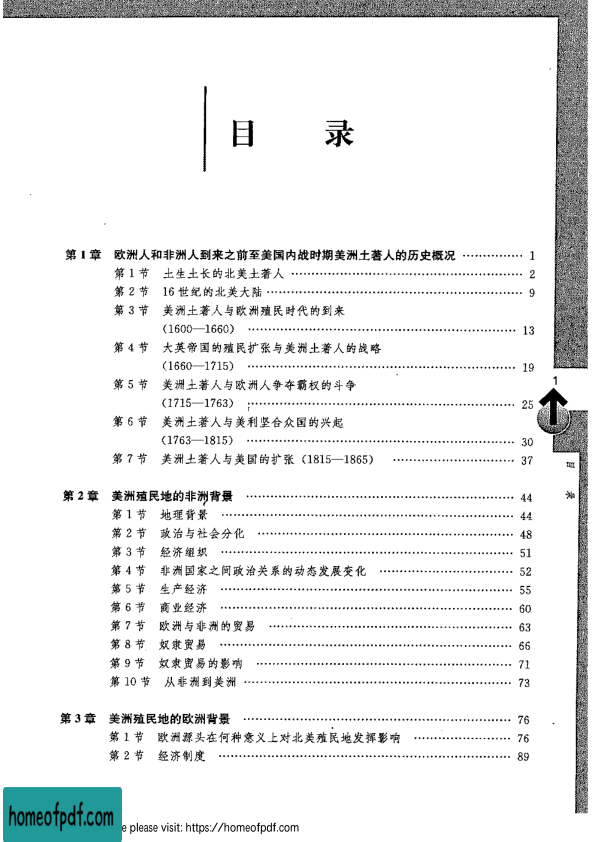 目 录
第1章 欧洲人和非洲人到来之前至美国内战时期美洲土著人的历史概况 …………… 1
第1节 土生土长的北美土著人 …………… 2
第2节 16世纪的北美大陆 …………… 9
第3节 美洲土著人与欧洲殖民时代的到来
(1600—1660) …………… 13
第4节 大英帝国的殖民扩张与美洲土著人的战略
(1660—1715) …………… 19
第5节 美洲土著人与欧洲人争夺霸权的斗争
(1715—1763) …………… 25
第6节 美洲土著人与美利坚合众国的兴起
(1763—1815) …………… 30
第7节 美洲土著人与美国的扩张(1815—1865) …………… 37
1
目 录
第2章 美洲殖民地的非洲背景 …………… 44
第1节 地理背景 …………… 44
第2节 政治与社会分化 …………… 48
第3节 经济组织 …………… 51
第4节 非洲国家之间政治关系的动态发展变化 …………… 52
第5节 生产经济 …………… 55
第6节 商业经济 …………… 60
第7节 欧洲与非洲的贸易 …………… 63
第8节 奴隶贸易 …………… 66
第9节 奴隶贸易的影响 …………… 71
第10节 从非洲到美洲 …………… 73
第3章 美洲殖民地的欧洲背景 …………… 76
第1节 欧洲源头在何种意义上对北美殖民地发挥影响 …………… 76
第2节 经济制度 …………… 89
homeofpdf.com
e please visit: https://homeofpdf.com